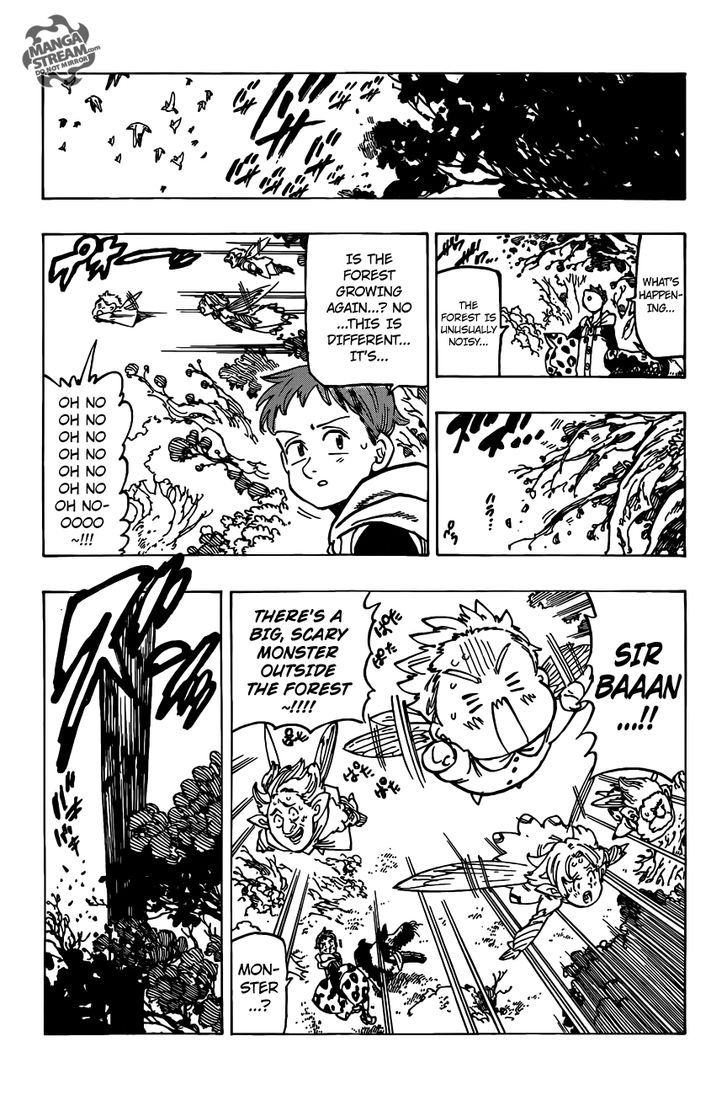 MANGA
STREAM.com
DO NOT MIRROR
WHAT'S
HAPPEN-
ING...
THE
FOREST IS
UNUSUALLY
NOISY...
IS THE
FOREST
GROWING
AGAIN...? NO
...THIS IS
DIFFERENT...
IT'S...
OH NO
OH NO
OH NO
OH NO
OH NO
OH NO
OH NO-
OOOO
~!!!
SIR
BAAAN
...!!
THERE'S A
BIG, SCARY
MONSTER
OUTSIDE
THE FOREST
~!!!!
MON-
STER
...?